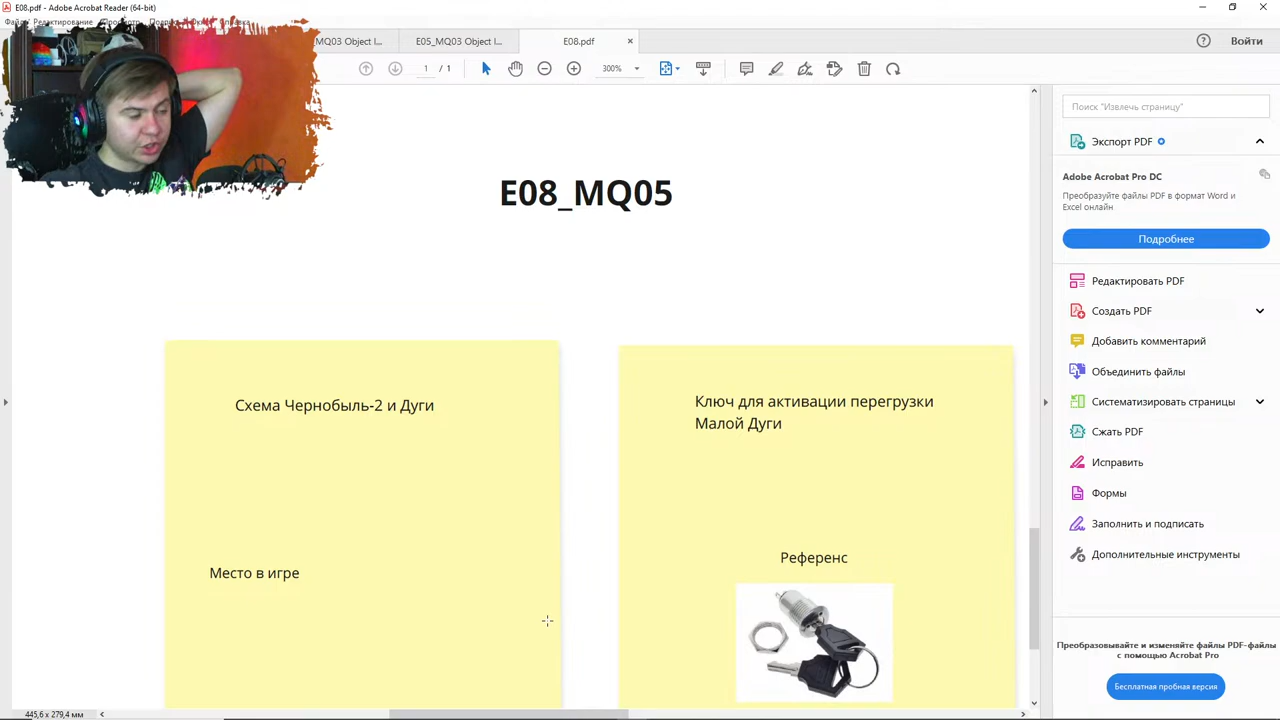 E08.pdf - Adobe Acrobat Reader (64-bit)
Файл Редактирование
_MQ03 Object I...
E05_MQ03 Object I...
E08.pdf
Войти
1 / 1
300%
E08_MQ05
Схема Чернобыль-2 и Дуги
Место в игре
Ключ для активации перегрузки
Малой Дуги
Референс
445,6 x 279,4 мм
Поиск "Извлечь страницу"
Экспорт PDF
Adobe Acrobat Pro DC
Преобразуйте файлы PDF в формат Word и
Excel онлайн
Подробнее
Редактировать PDF
Создать PDF
Добавить комментарий
Объединить файлы
Систематизировать страницы
Сжать PDF
Исправить
Формы
Заполнить и подписать
Дополнительные инструменты
Преобразовывайте и изменяйте файлы PDF-файлы
с помощью Acrobat Pro
Бесплатная пробная версия